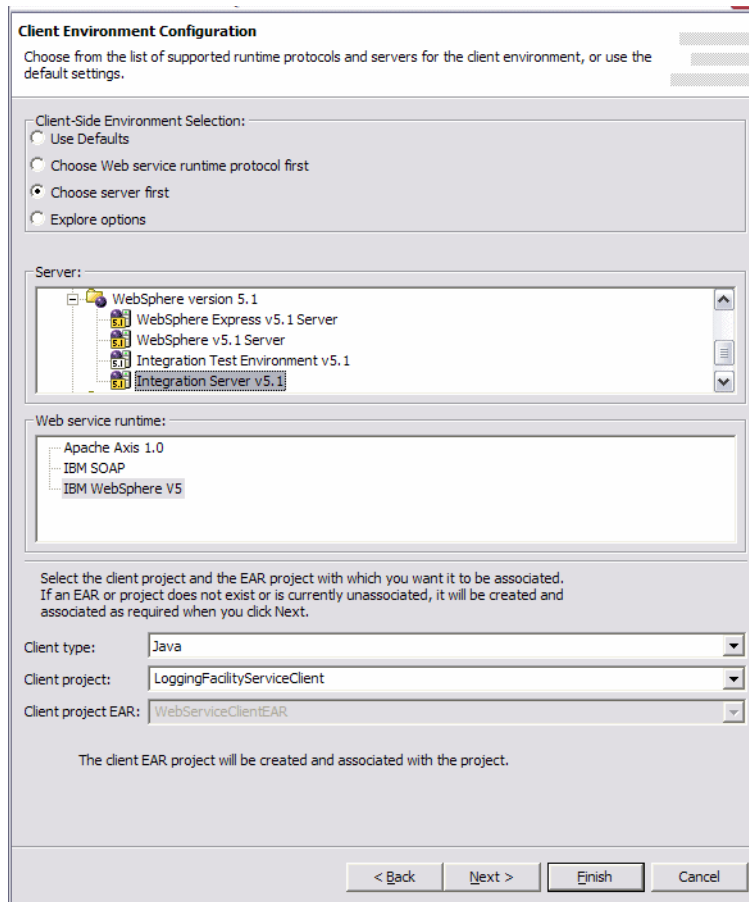 Client Environment Configuration
Choose from the list of supported runtime protocols and servers for the client environment, or use the
default settings.
Client-Side Environment Selection:
Use Defaults
Choose Web service runtime protocol first
Choose server first
Explore options
Server:
WebSphere version 5.1
WebSphere Express v5.1 Server
WebSphere v5.1 Server
Integration Test Environment v5.1
Integration Server v5.1
Web service runtime:
Apache Axis 1.0
IBM SOAP
IBM WebSphere V5
Select the client project and the EAR project with which you want it to be associated.
If an EAR or project does not exist or is currently unassociated, it will be created and
associated as required when you click Next.
Client type: Java
Client project: LoggingFacilityServiceClient
Client project EAR: WebServiceClientEAR
The client EAR project will be created and associated with the project.
< Back Next > Finish Cancel